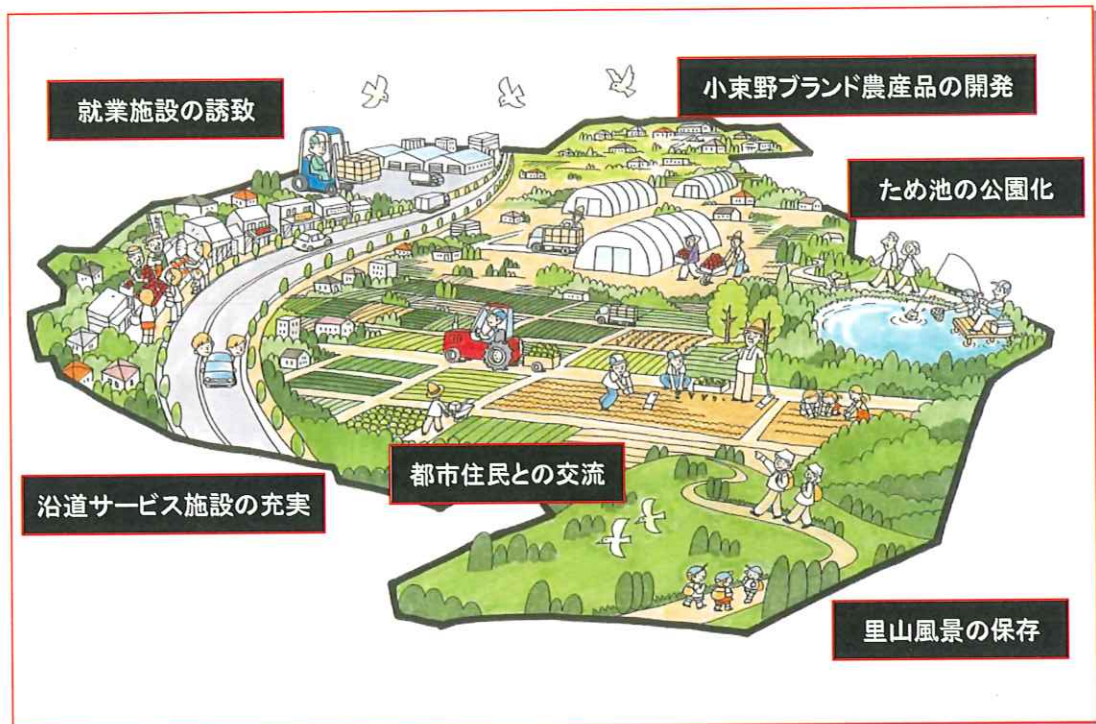 就業施設の誘致
小束野ブランド農産品の開発
ため池の公園化
都市住民との交流
沿道サービス施設の充実
里山風景の保存